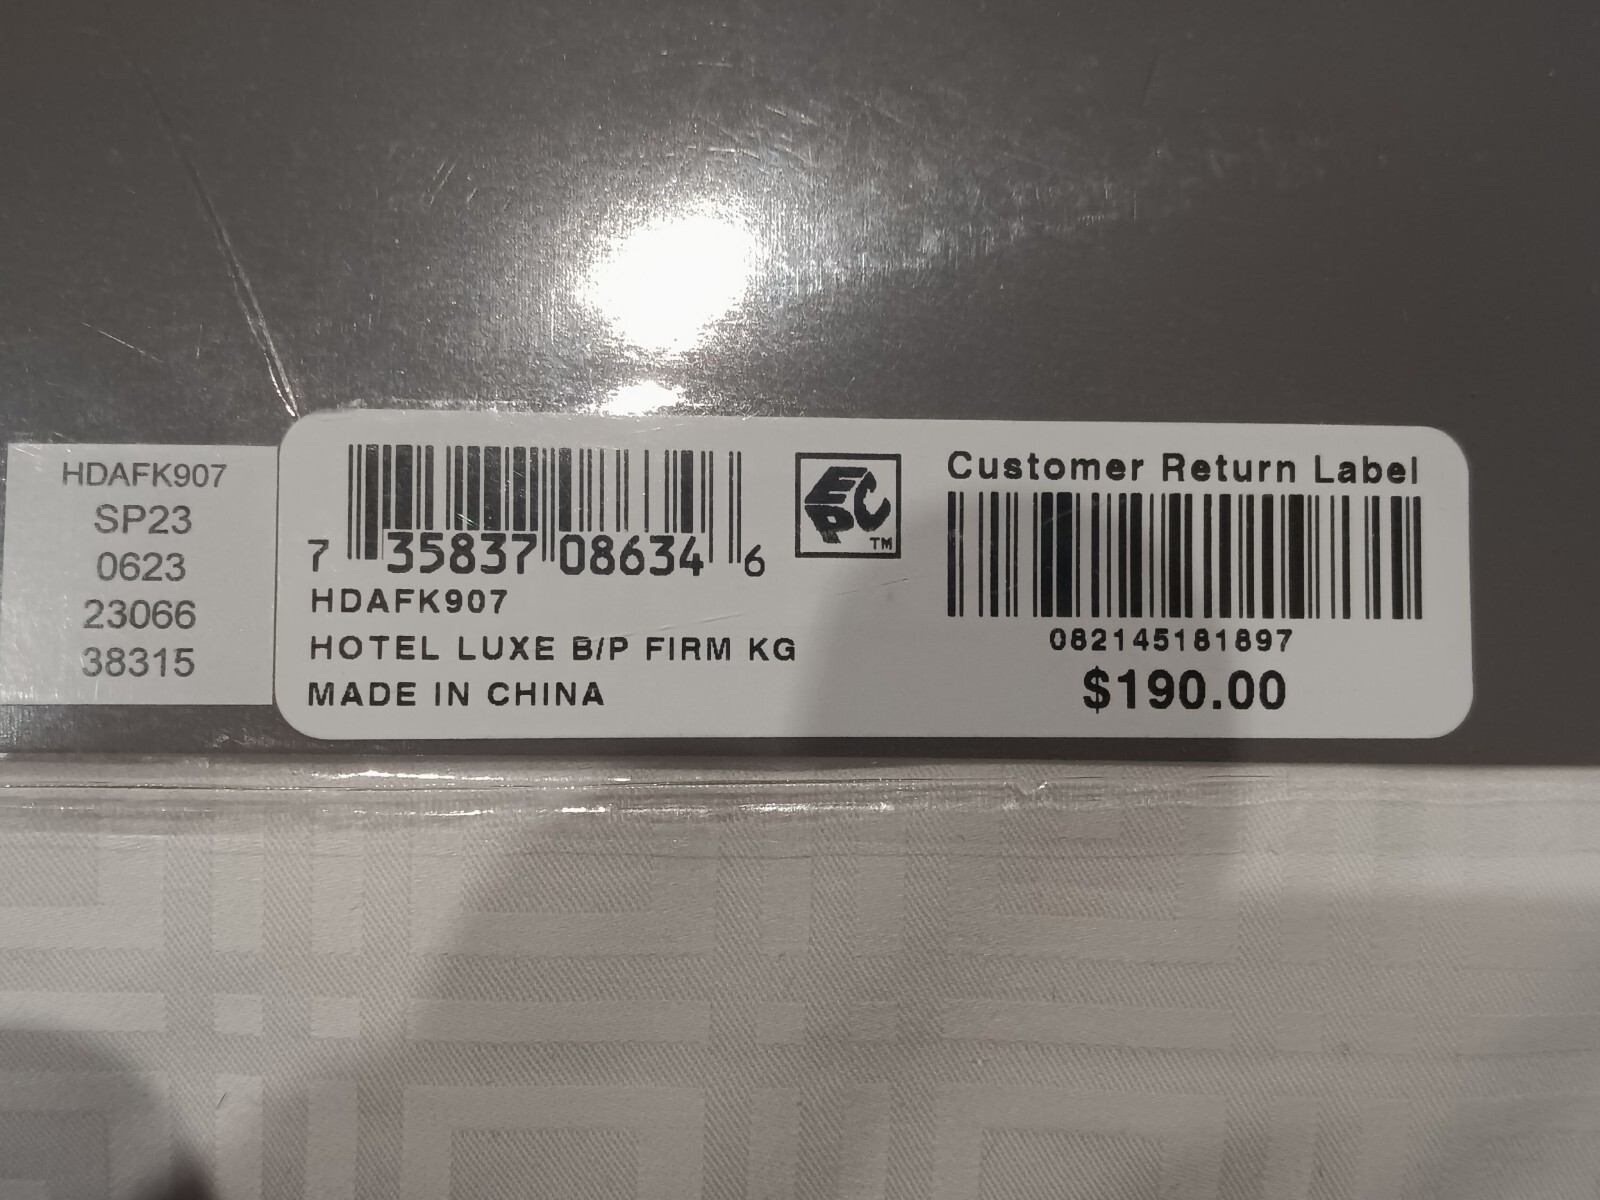 HDAFK907
SP23
0623
23066
38315
7 35837 08634 6
HDAFK907
HOTEL LUXE B/P FIRM KG
MADE IN CHINA
EPC TM
Customer Return Label
082145181897
$190.00